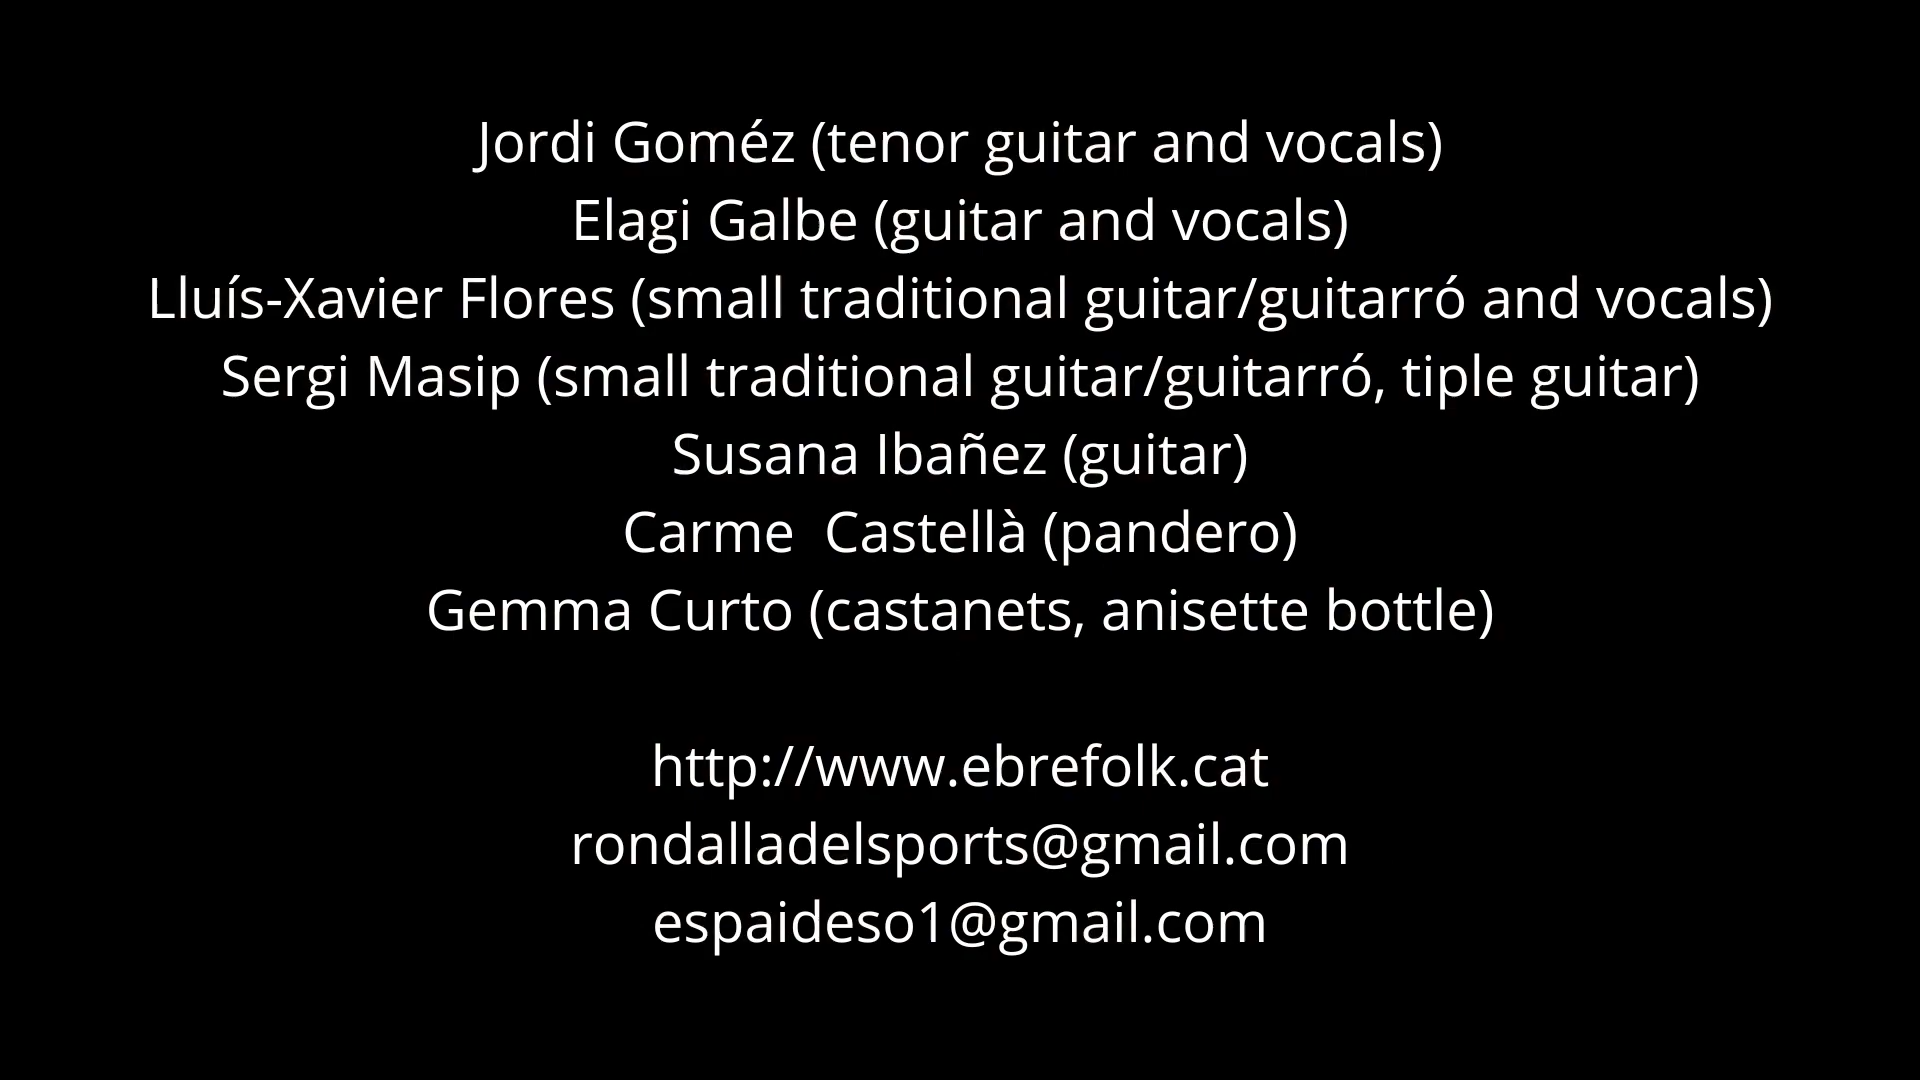 Jordi Goméz (tenor guitar and vocals)
Elagi Galbe (guitar and vocals)
Lluís-Xavier Flores (small traditional guitar/guitarró and vocals)
Sergi Masip (small traditional guitar/guitarró, tiple guitar)
Susana Ibañez (guitar)
Carme  Castellà (pandero)
Gemma Curto (castanets, anisette bottle)
http://www.ebrefolk.cat
rondalladelsports@gmail.com
espaideso1@gmail.com